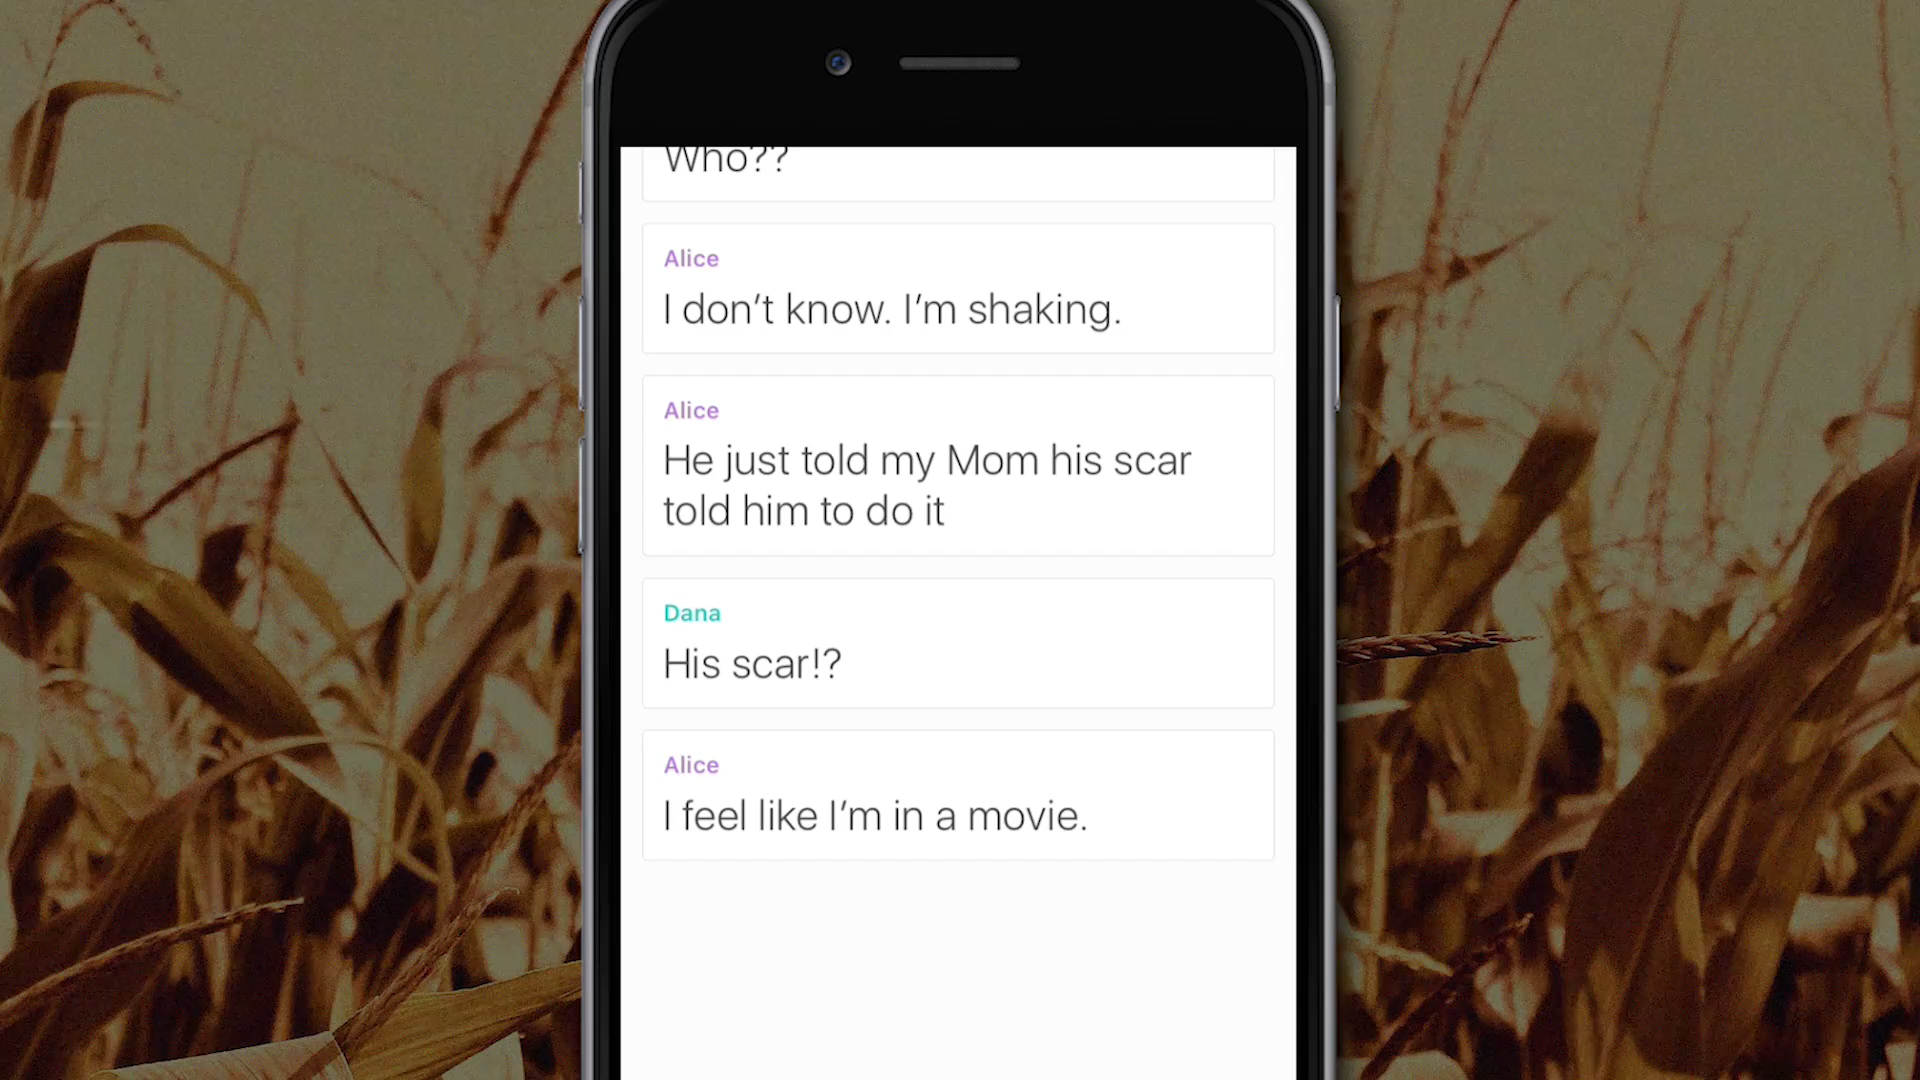 Who??
Alice
I don’t know. I’m shaking.
Alice
He just told my Mom his scar
told him to do it
Dana
His scar!?
Alice
I feel like I’m in a movie.